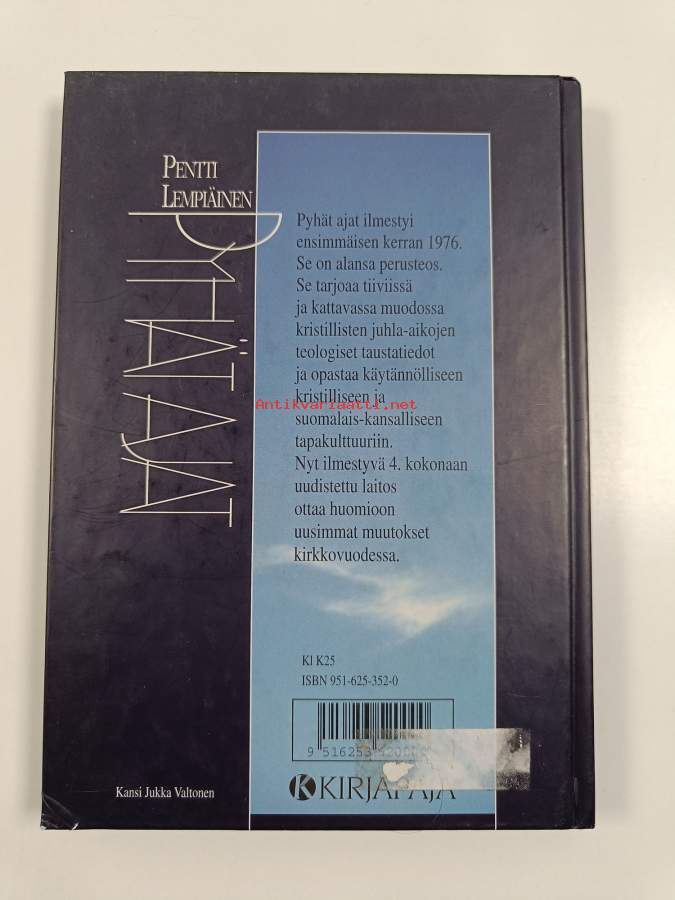 PENTTI
LEMPIÄINEN
PYHÄT AJAT
Pyhät ajat ilmestyi
ensimmäisen kerran 1976.
Se on alansa perusteos.
Se tarjoaa tiiviissä
ja kattavassa muodossa
kristillisten juhla-aikojen
teologiset taustatiedot
ja opastaa käytännölliseen
kristilliseen ja
Antikvariaatti.net
suomalais-kansalliseen
tapakulttuuriin.
Nyt ilmestyvä 4. kokonaan
uudistettu laitos
ottaa huomioon
uusimmat muutokset
kirkkovuodessa.
Kl K25
ISBN 951-625-352-0
KIRJAPAJA
Kansi Jukka Valtonen